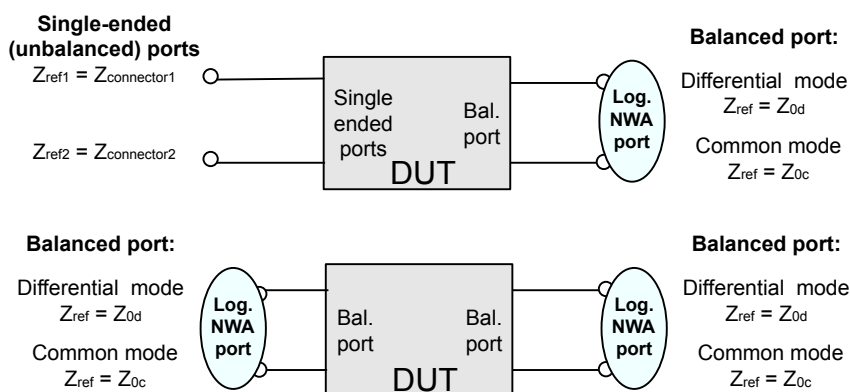 Single-ended
(unbalanced) ports
Zref1 = Zconnector1
Zref2 = Zconnector2
Single
ended
ports
Bal.
port
DUT
Log.
NWA
port
Balanced port:
Differential mode
Zref = Z0d
Common mode
Zref = Z0c
Balanced port:
Differential mode
Zref = Z0d
Common mode
Zref = Z0c
Log.
NWA
port
Bal.
port
Bal.
port
DUT
Log.
NWA
port
Balanced port:
Differential mode
Zref = Z0d
Common mode
Zref = Z0c